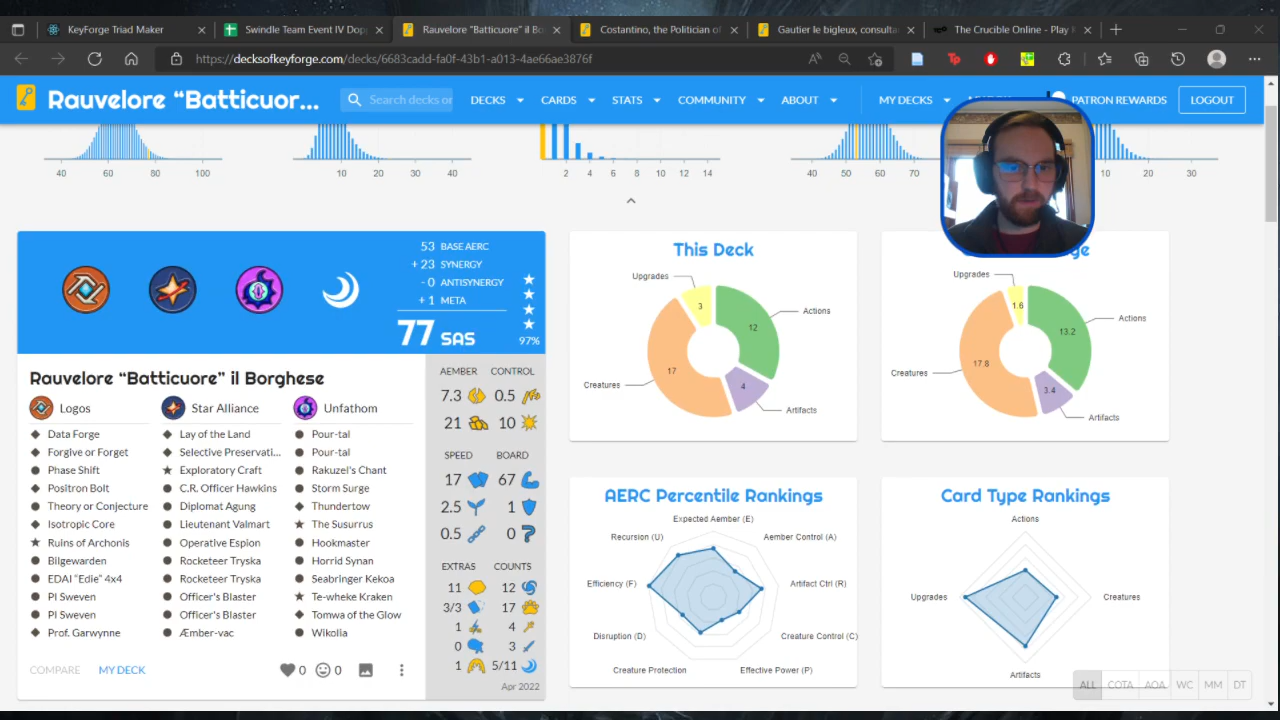 KeyForge Triad Maker
Swindle Team Event IV Dopp
Rauvelore "Batticuore" il Bo
Costantino, the Politician of
Gautier le bigleux, consultan
The Crucible Online - Play
https://decksofkeyforge.com/decks/6683cadd-fa0f-43b1-a013-4ae66ae3876f
Rauvelore "Batticuor...
Search decks or
DECKS
CARDS
STATS
COMMUNITY
ABOUT
MY DECKS
PATRON REWARDS
LOGOUT
40 60 80 100
10 20 30 40
2 4 6 8 10 12 14
40 50 60 70
10 20 30
53 BASE AERC
+ 23 SYNERGY
- 0 ANTISYNERGY
+ 1 META
77 SAS
97%
Rauvelore "Batticuore" il Borghese
Logos
Data Forge
Forgive or Forget
Phase Shift
Positron Bolt
Theory or Conjecture
Isotropic Core
Ruins of Archonis
Bilgewarden
EDAI "Edie" 4x4
PI Sweven
PI Sweven
Prof. Garwynne
Star Alliance
Lay of the Land
Selective Preservati...
Exploratory Craft
C.R. Officer Hawkins
Diplomat Agung
Lieutenant Valmart
Operative Espion
Rocketeer Tryska
Rocketeer Tryska
Officer's Blaster
Officer's Blaster
Æmber-vac
Unfathom
Pour-tal
Pour-tal
Rakuzel's Chant
Storm Surge
Thundertow
The Susurrus
Hookmaster
Horrid Synan
Seabringer Kekoa
Te-wheke Kraken
Tomwa of the Glow
Wikolia
COMPARE
MY DECK
0
0
AEMBER CONTROL
7.3 0.5
21 10
SPEED BOARD
17 67
2.5 1
0.5 0
EXTRAS COUNTS
11 12
3/3 17
1 4
0 3
1 5/11
Apr 2022
This Deck
Upgrades
3
Actions
12
Creatures
17
4
Artifacts
ge
Upgrades
1.6
Actions
13.2
Creatures
17.8
3.4
Artifacts
AERC Percentile Rankings
Expected Aember (E)
Recursion (U)
Aember Control (A)
Efficiency (F)
Artifact Ctrl (R)
Disruption (D)
Creature Control (C)
Creature Protection
Effective Power (P)
Card Type Rankings
Actions
Upgrades
Creatures
Artifacts
ALL COTA AOA WC MM DT